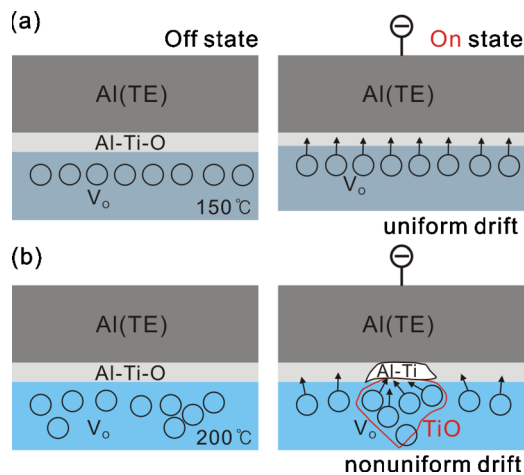 (a)
Off state
On state
Al(TE)
Al(TE)
Al-Ti-O
Vo
150℃
Vo
uniform drift
(b)
Al(TE)
Al(TE)
Al-Ti-O
Al-Ti
Vo
200℃
Vo
TiO
nonuniform drift